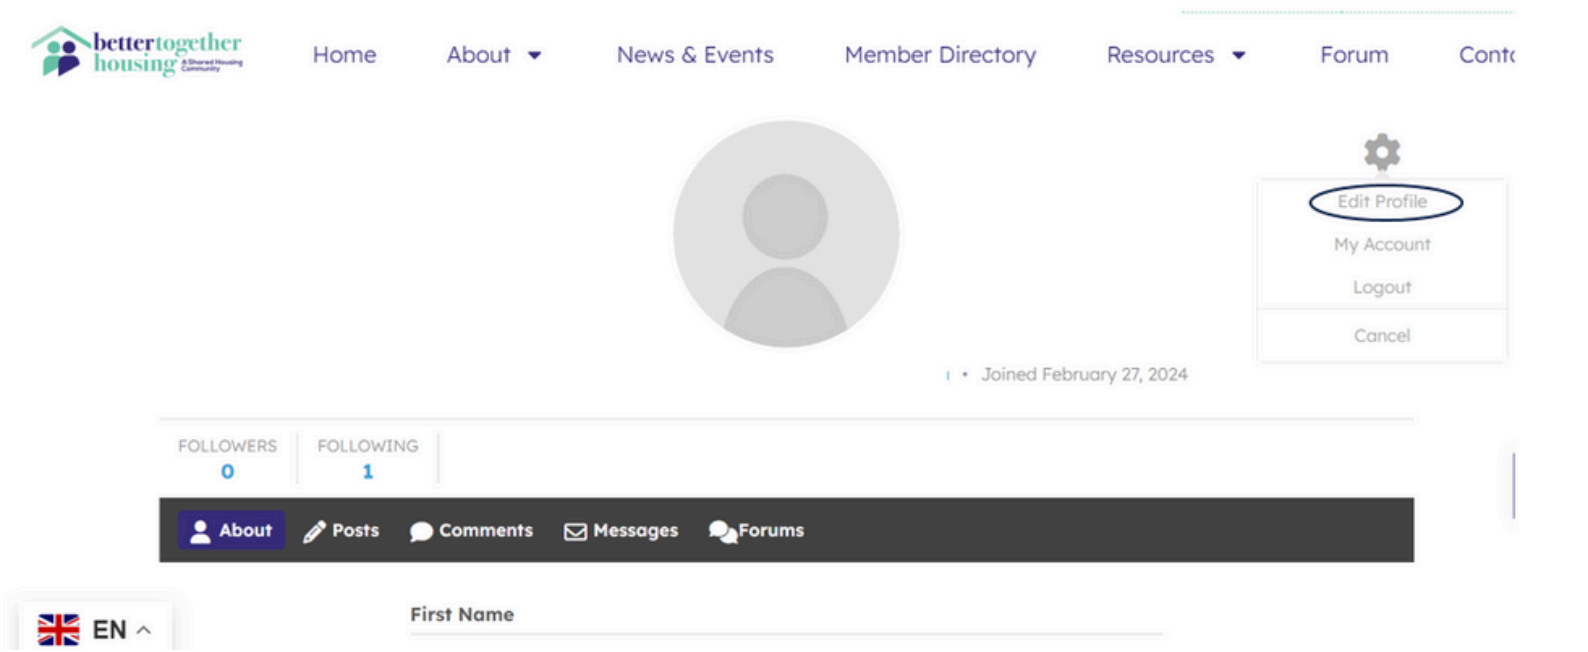 bettertogether
housing A Shared Housing
Community
Home About News & Events Member Directory Resources Forum Conto
Edit Profile
My Account
Logout
Cancel
• Joined February 27, 2024
FOLLOWERS FOLLOWING
0 1
About Posts Comments Messages Forums
First Name
EN